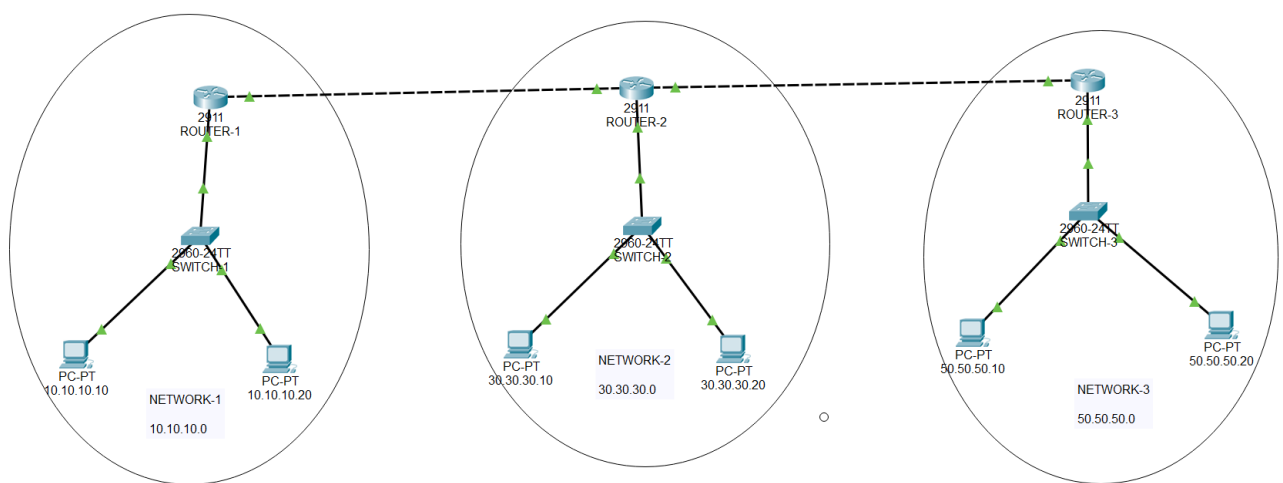 2911
ROUTER-1
2911
ROUTER-2
2911
ROUTER-3
2960-24TT
SWITCH-1
2960-24TT
SWITCH-2
2960-24TT
SWITCH-3
PC-PT
10.10.10.10
PC-PT
10.10.10.20
NETWORK-1
10.10.10.0
PC-PT
30.30.30.10
PC-PT
30.30.30.20
NETWORK-2
30.30.30.0
PC-PT
50.50.50.10
PC-PT
50.50.50.20
NETWORK-3
50.50.50.0